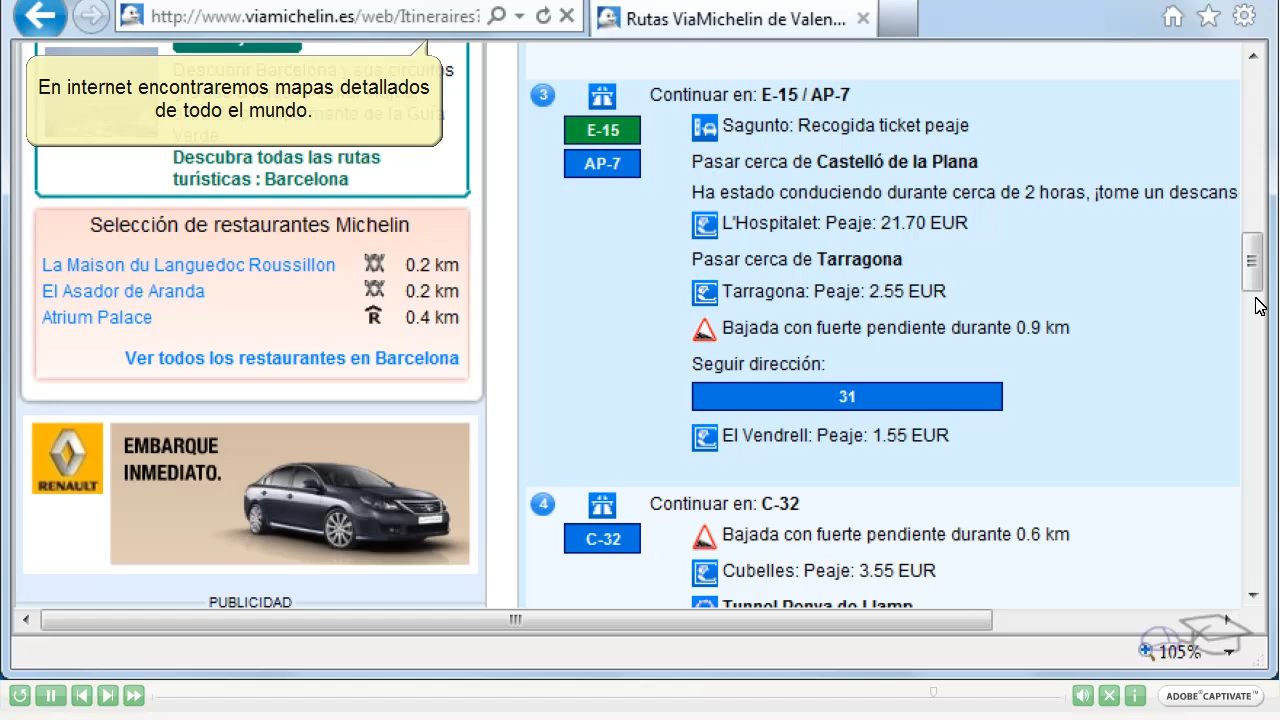 http://www.viamichelin.es/web/Itineraires?
Rutas ViaMichelin de Valen...
En internet encontraremos mapas detallados
de todo el mundo.
Descubra todas las rutas
turísticas : Barcelona
Selección de restaurantes Michelin
La Maison du Languedoc Roussillon 0.2 km
El Asador de Aranda 0.2 km
Atrium Palace R 0.4 km
Ver todos los restaurantes en Barcelona
RENAULT
EMBARQUE
INMEDIATO.
PUBLICIDAD
3 Continuar en: E-15 / AP-7
E-15
Sagunto: Recogida ticket peaje
AP-7
Pasar cerca de Castelló de la Plana
Ha estado conduciendo durante cerca de 2 horas, ¡tome un descans
L'Hospitalet: Peaje: 21.70 EUR
Pasar cerca de Tarragona
Tarragona: Peaje: 2.55 EUR
Bajada con fuerte pendiente durante 0.9 km
Seguir dirección:
31
El Vendrell: Peaje: 1.55 EUR
4 Continuar en: C-32
C-32
Bajada con fuerte pendiente durante 0.6 km
Cubelles: Peaje: 3.55 EUR
105%
ADOBE® CAPTIVATE™